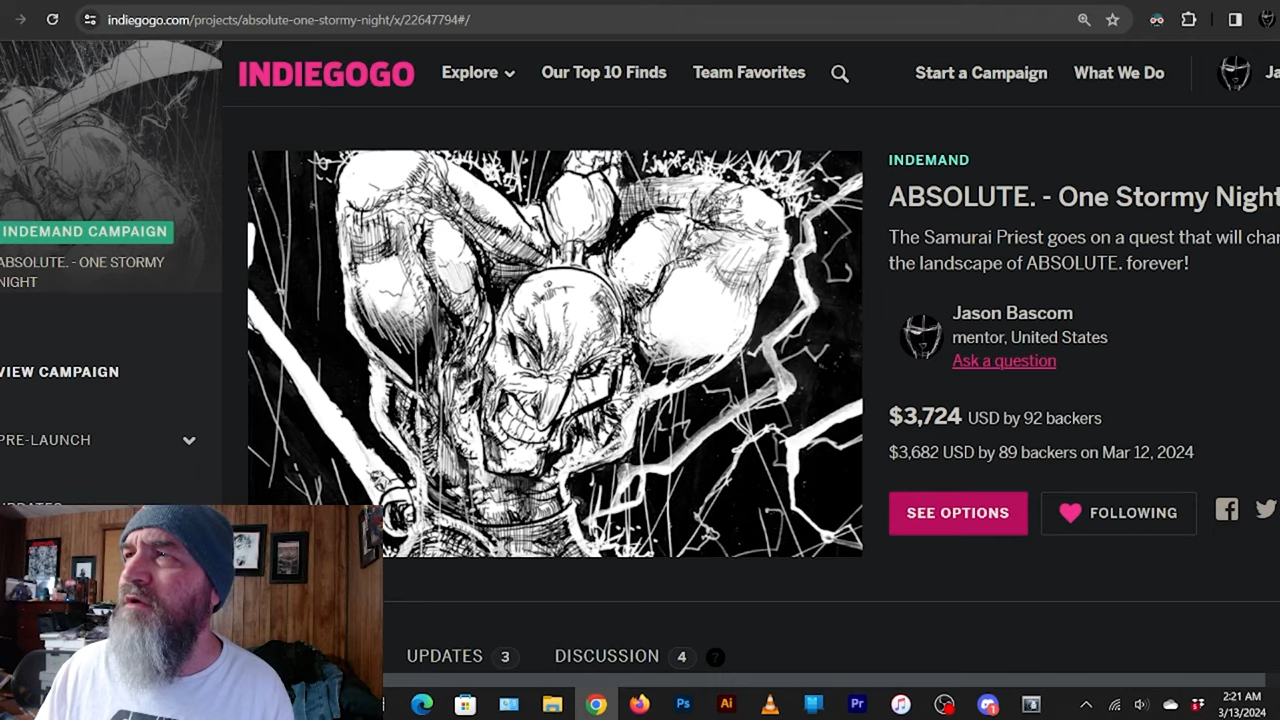 indiegogo.com/projects/absolute-one-stormy-night/x/22647794#/
INDIEGOGO
Explore
Our Top 10 Finds
Team Favorites
Start a Campaign
What We Do
INDEMAND CAMPAIGN
ABSOLUTE. - ONE STORMY
NIGHT
VIEW CAMPAIGN
PRE-LAUNCH
INDEMAND
ABSOLUTE. - One Stormy Night
The Samurai Priest goes on a quest that will
the landscape of ABSOLUTE. forever!
Jason Bascom
mentor, United States
Ask a question
$3,724 USD by 92 backers
$3,682 USD by 89 backers on Mar 12, 2024
SEE OPTIONS
FOLLOWING
UPDATES 3
DISCUSSION 4 ?
Ps
Ai
Pr
2:21 AM
3/13/2024